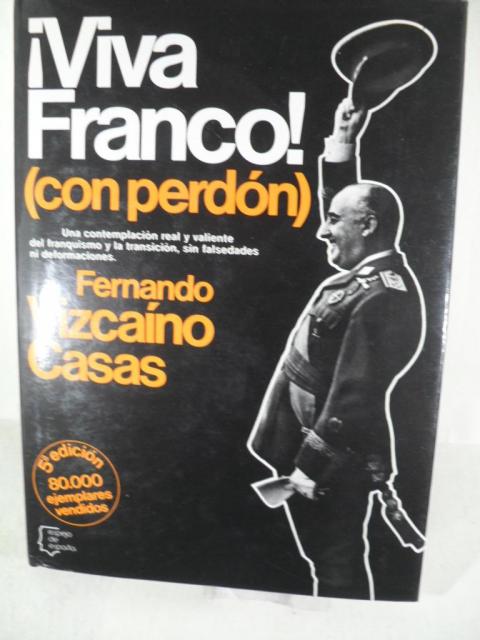 ¡Viva
Franco!
(con perdón)
Una contemplación real y valiente
del franquismo y la transición, sin falsedades
ni deformaciones.
Fernando
Vizcaíno
Casas
5ª edición
80.000
ejemplares
vendidos
espejo
de
españa